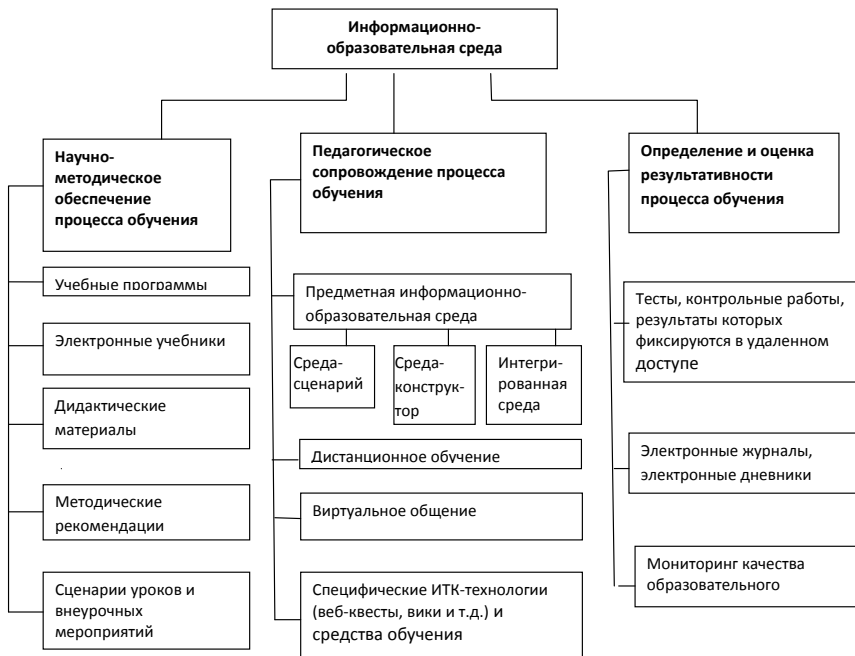 Информационно-
образовательная среда
Научно-
методическое
обеспечение
процесса обучения
Учебные программы
Электронные учебники
Дидактические
материалы
.
Методические
рекомендации
Сценарии уроков и
внеурочных
мероприятий
Педагогическое
сопровождение процесса
обучения
Предметная информационно-
образовательная среда
Среда-
сценарий
Среда-
конструк-
тор
Интегри-
рованная
среда
Дистанционное обучение
Виртуальное общение
Специфические ИТК-технологии
(веб-квесты, вики и т.д.) и
средства обучения
Определение и оценка
результативности
процесса обучения
Тесты, контрольные работы,
результаты которых
фиксируются в удаленном
доступе
Электронные журналы,
электронные дневники
Мониторинг качества
образовательного